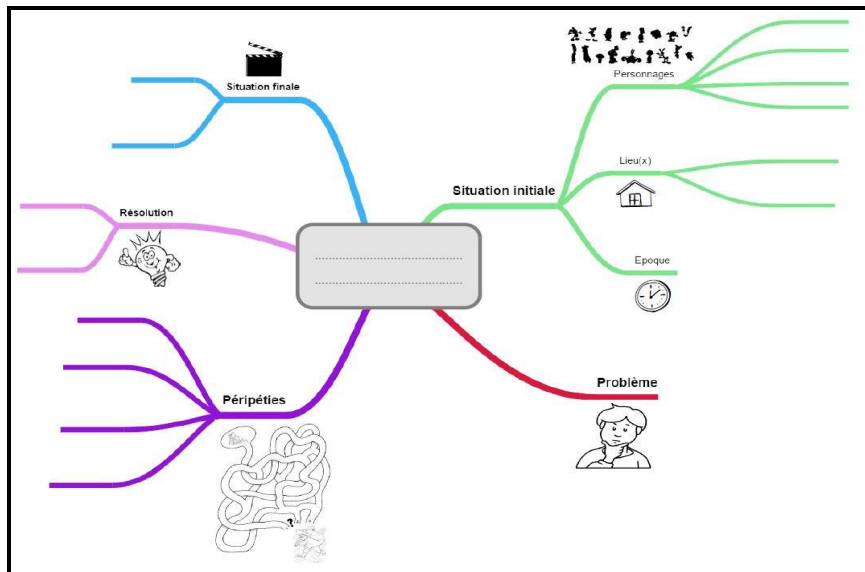 Situation finale
Personnages
Lieu(x)
Situation initiale
Résolution
Epoque
Problème
Péripéties